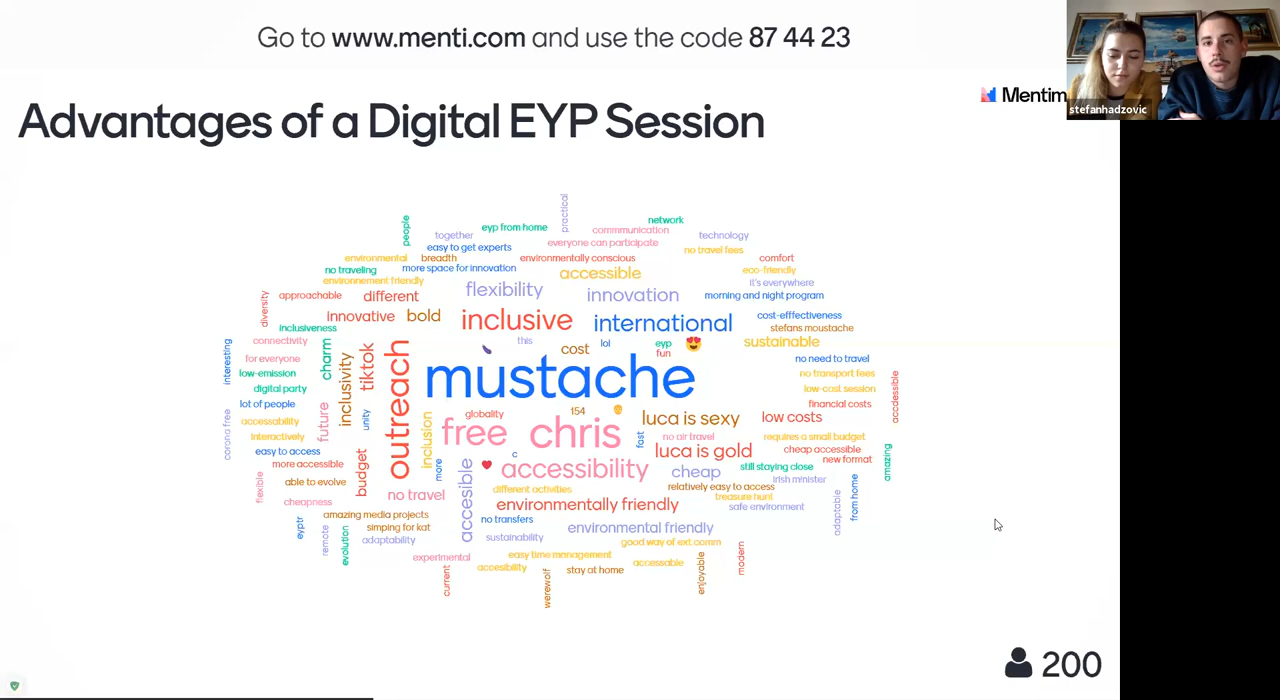 Go to www.menti.com and use the code 87 44 23
Mentim
stefanhadzovic
Advantages of a Digital EYP Session
practical
people
network
eyp from home
commmunication
together
technology
easy to get experts
everyone can participate
no travel fees
environmental
breadth
environmentally conscious
comfort
no traveling
more space for innovation
accessible
eco-friendly
environnement friendly
it's everywhere
flexibility
innovation
diversity
approachable
different
morning and night program
innovative
bold
inclusive
international
cost-efffectiveness
inclusiveness
stefans moustache
connectivity
this
lol
eyp
sustainable
interesting
charm
inclusivity
tiktok
outreach
cost
fun
for everyone
no need to travel
low-emission
mustache
no transport fees
digital party
low-cost session
accdessible
lot of people
future
unity
globality
154
financial costs
corona free
accessability
inclusion
free
chris
luca is sexy
low costs
interactively
fast
no air travel
requires a small budget
easy to access
more
c
luca is gold
cheap accessible
amazing
more accessible
budget
accesible
accessibility
cheap
still staying close
new format
flexible
able to evolve
relatively easy to access
irish minister
from home
cheapness
no travel
different activities
treasure hunt
adaptable
environmentally friendly
safe environment
amazing media projects
eyptr
remote
evolution
simping for kat
no transfers
environmental friendly
adaptability
sustainability
good way of ext comm
experimental
easy time management
enjoyable
modern
current
accesibility
werewolf
stay at home
accessable
200